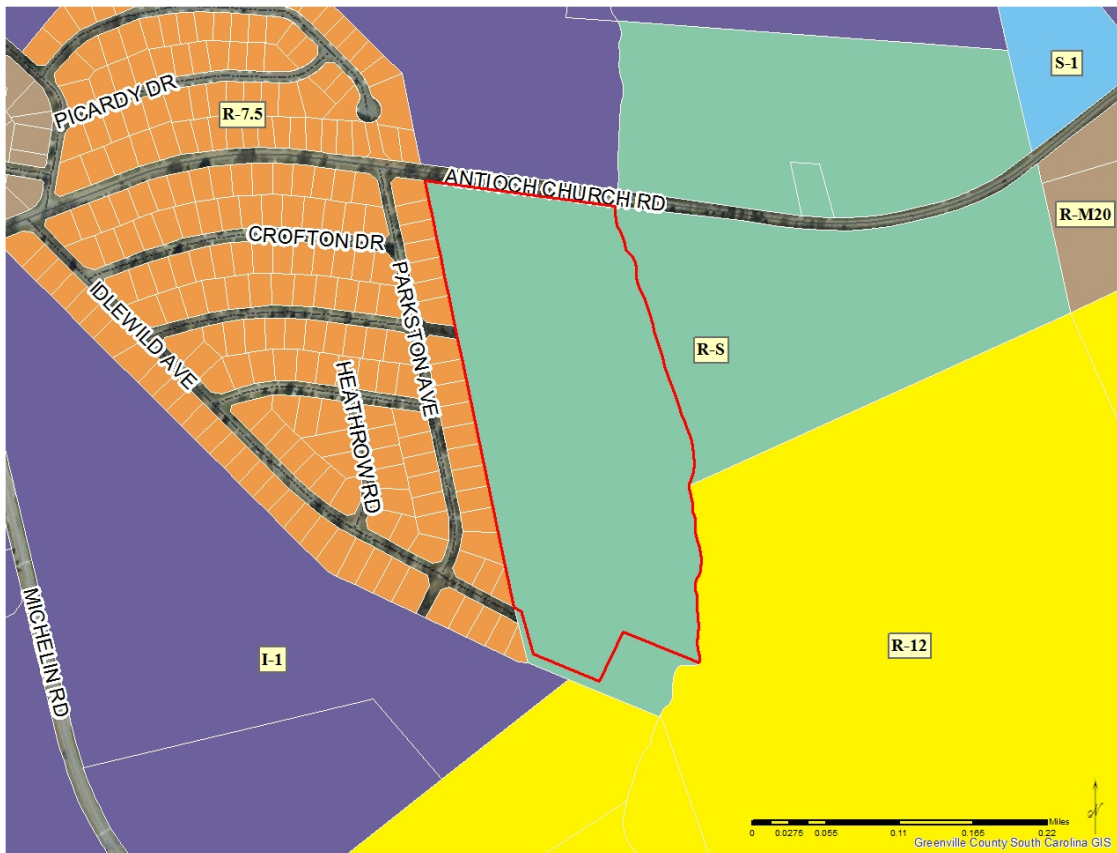 S-1
PICARDY DR
R-7.5
ANTIOCH CHURCH RD
R-M20
CROFTON DR
IDLEWILD AVE
PARKSTON AVE
R-S
HEATHROW RD
MICHELIN RD
I-1
R-12
N
Miles
0 0.0275 0.055 0.11 0.165 0.22
Greenville County South Carolina GIS